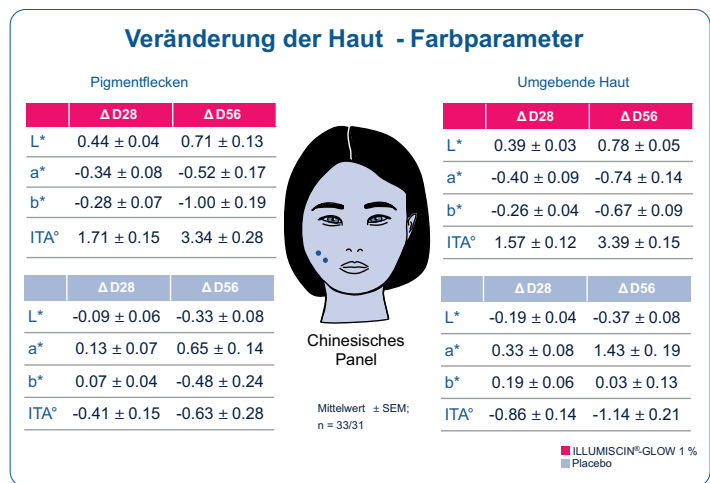 Veränderung der Haut - Farbparameter
Pigmentflecken
Δ D28 Δ D56
L* 0.44 ± 0.04 0.71 ± 0.13
a* -0.34 ± 0.08 -0.52 ± 0.17
b* -0.28 ± 0.07 -1.00 ± 0.19
ITA° 1.71 ± 0.15 3.34 ± 0.28
Δ D28 Δ D56
L* -0.09 ± 0.06 -0.33 ± 0.08
a* 0.13 ± 0.07 0.65 ± 0. 14
b* 0.07 ± 0.04 -0.48 ± 0.24
ITA° -0.41 ± 0.15 -0.63 ± 0.28
Chinesisches
Panel
Mittelwert ± SEM;
n = 33/31
Umgebende Haut
Δ D28 Δ D56
L* 0.39 ± 0.03 0.78 ± 0.05
a* -0.40 ± 0.09 -0.74 ± 0.14
b* -0.26 ± 0.04 -0.67 ± 0.09
ITA° 1.57 ± 0.12 3.39 ± 0.15
Δ D28 Δ D56
L* -0.19 ± 0.04 -0.37 ± 0.08
a* 0.33 ± 0.08 1.43 ± 0. 19
b* 0.19 ± 0.06 0.03 ± 0.13
ITA° -0.86 ± 0.14 -1.14 ± 0.21
ILLUMISCIN®-GLOW 1 %
Placebo